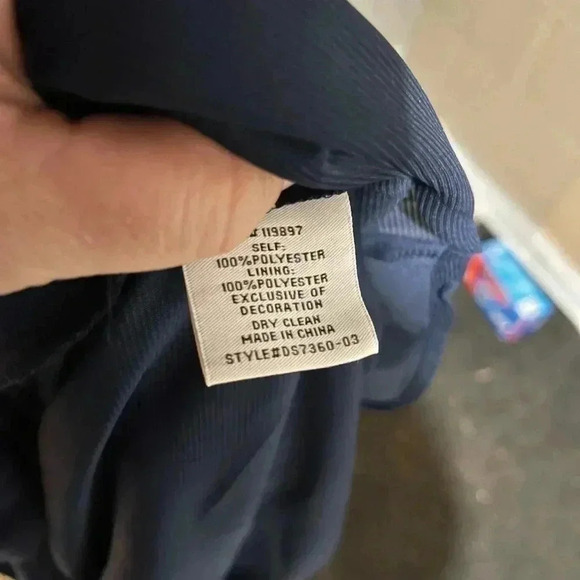 # 119897
SELF:
100%POLYESTER
LINING:
100%POLYESTER
EXCLUSIVE OF
DECORATION
DRY CLEAN
MADE IN CHINA
STYLE#DS7360-03